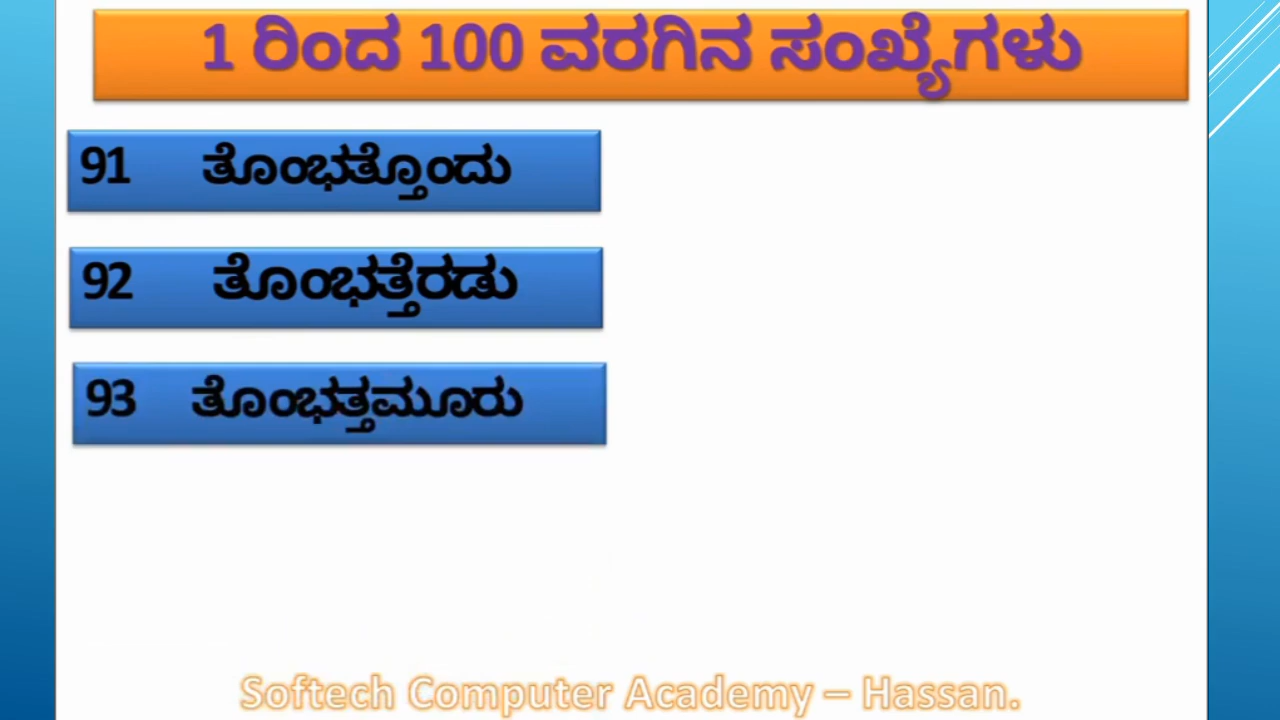 1 ರಿಂದ 100 ವರಗಿನ ಸಂಖ್ಯೆಗಳು
91 ತೊಂಭತ್ತೊಂದು
92 ತೊಂಭತ್ತೆರಡು
93 ತೊಂಭತ್ತಮೂರು
Softech Computer Academy – Hassan.